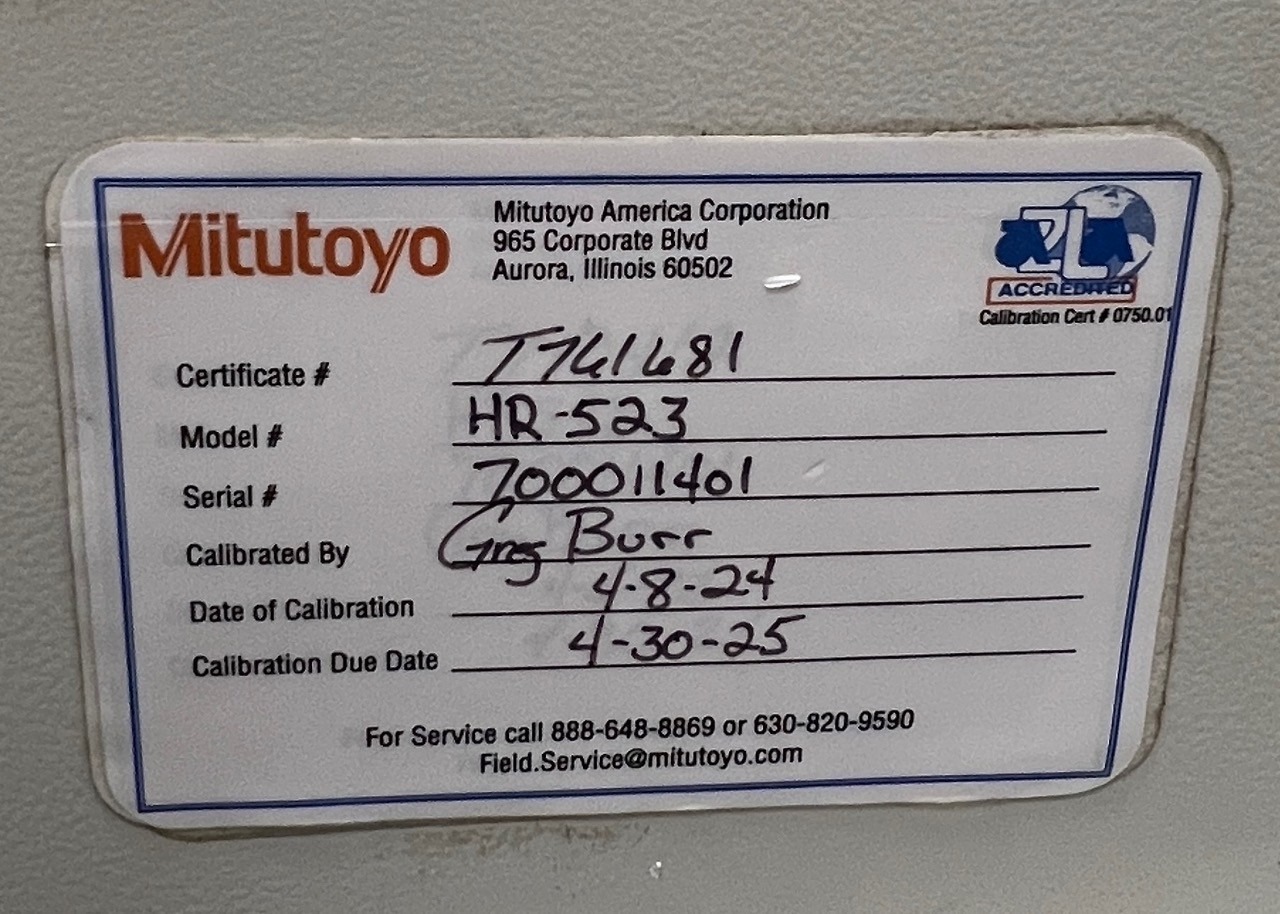 Mitutoyo
Mitutoyo America Corporation
965 Corporate Blvd
Aurora, Illinois 60502
A2LA
ACCREDITED
Calibration Cert # 0750.01
Certificate # T761681
Model # HR-523
Serial # 700011401
Calibrated By Greg Burr
Date of Calibration 4-8-24
Calibration Due Date 4-30-25
For Service call 888-648-8869 or 630-820-9590
Field.Service@mitutoyo.com